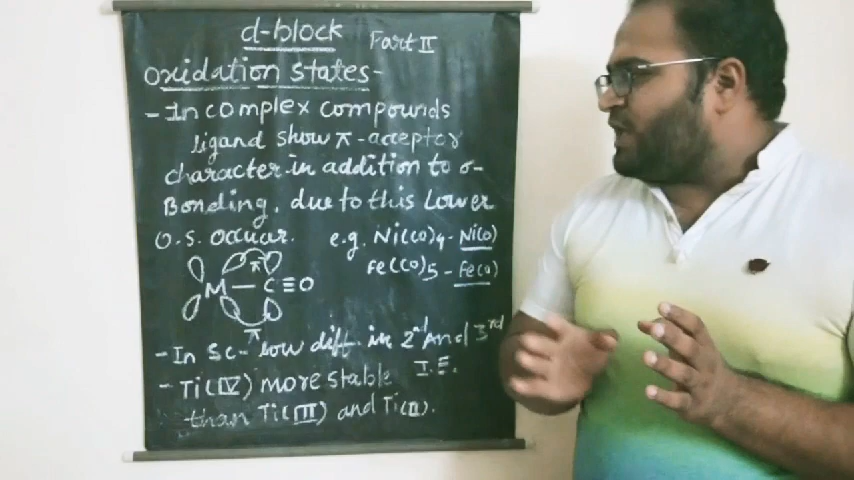 d-block Part II
oxidation states-
- In complex compounds
ligand show π-acceptor
character in addition to σ-
Bonding, due to this Lower
O.S. occuar. e.g. Ni(CO)4 - Ni(0)
Fe(CO)5 - Fe(0)
π
M — C≡O
π
- In Sc - low diff. in 2nd And 3rd
I.E.
- Ti(IV) more stable
than Ti(III) and Ti(II).